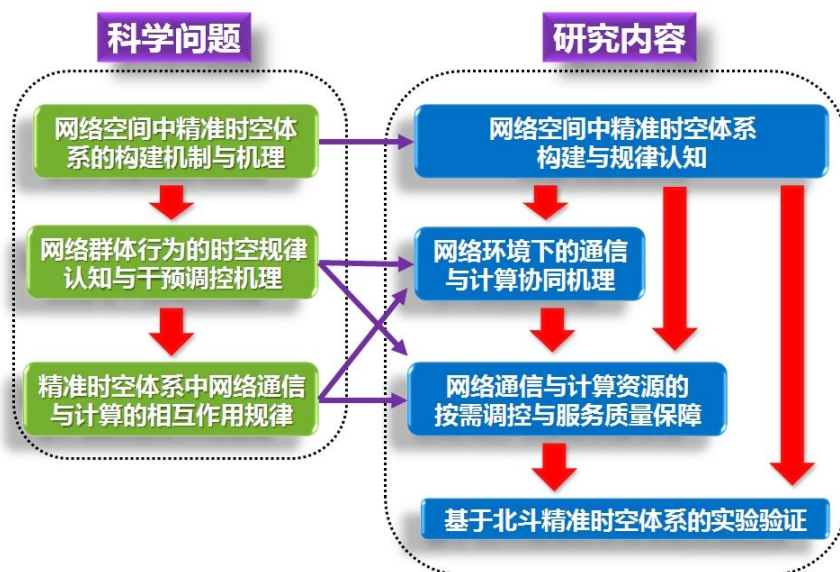 科学问题
网络空间中精准时空体
系的构建机制与机理
网络群体行为的时空规律
认知与干预调控机理
精准时空体系中网络通信
与计算的相互作用规律
研究内容
网络空间中精准时空体系
构建与规律认知
网络环境下的通信
与计算协同机理
网络通信与计算资源的
按需调控与服务质量保障
基于北斗精准时空体系的实验验证